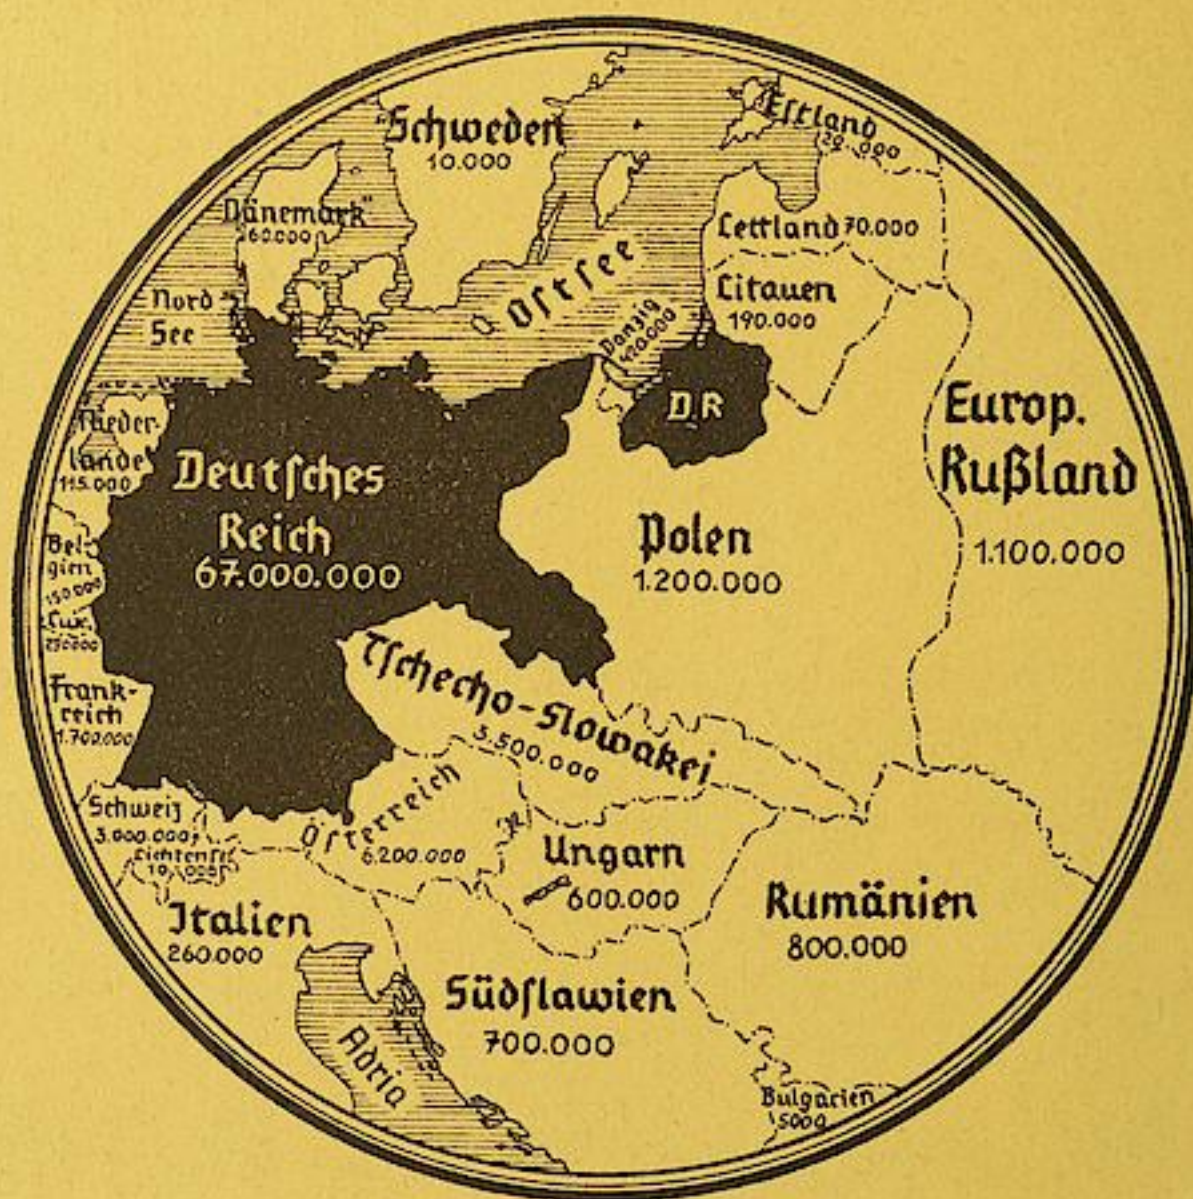 Schweden
10.000
Estland
Dänemark
60.000
Lettland 70.000
Nord
See
Ostsee
Litauen
190.000
Danzig
D.R
Nieder-
lande
115.000
Deutsches
Reich
67.000.000
Europ.
Rußland
1.100.000
Polen
1.200.000
Bel-
gien
150.000
Lux.
Frank-
reich
1.700.000
Tschecho-Slowakei
3.500.000
Schweiz
3.000.000
Österreich
6.200.000
Ungarn
600.000
Rumänien
800.000
Italien
260.000
Südslawien
700.000
Adria
Bulgarien
5000